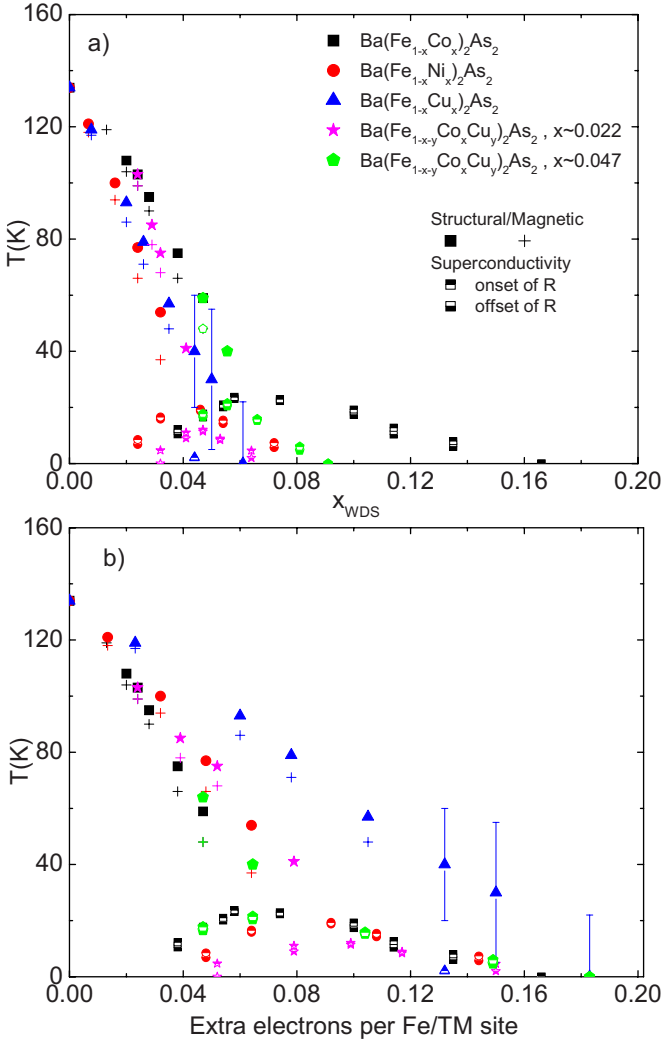 160
a)
Ba(Fe₁₋ₓCoₓ)₂As₂
Ba(Fe₁₋ₓNiₓ)₂As₂
120
Ba(Fe₁₋ₓCuₓ)₂As₂
Ba(Fe₁₋ₓ₋yCoₓCuy)₂As₂ , x~0.022
Ba(Fe₁₋ₓ₋yCoₓCuy)₂As₂ , x~0.047
T(K)
80
Structural/Magnetic
Superconductivity
onset of R
offset of R
40
0
0.00 0.04 0.08 0.12 0.16 0.20
x_WDS
160
b)
120
T(K)
80
40
0
0.00 0.04 0.08 0.12 0.16 0.20
Extra electrons per Fe/TM site